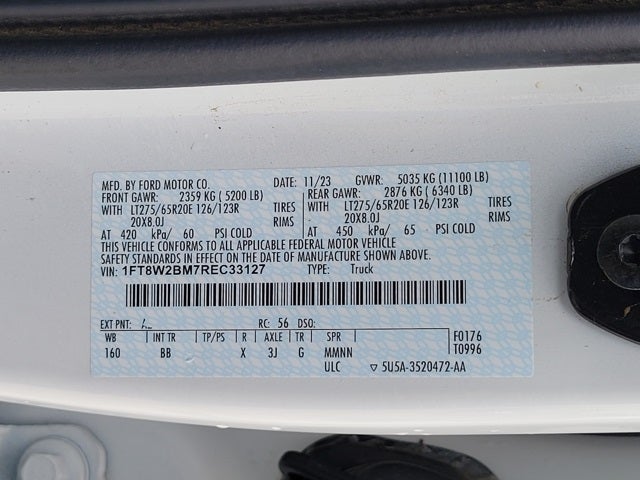 MFD. BY FORD MOTOR CO. DATE: 11/23 GVWR: 5035 KG (11100 LB)
FRONT GAWR: 2359 KG ( 5200 LB) REAR GAWR: 2876 KG ( 6340 LB)
WITH LT275/65R20E 126/123R TIRES WITH LT275/65R20E 126/123R TIRES
20X8.0J RIMS 20X8.0J RIMS
AT 420 kPa/ 60 PSI COLD AT 450 kPa/ 65 PSI COLD
THIS VEHICLE CONFORMS TO ALL APPLICABLE FEDERAL MOTOR VEHICLE
SAFETY STANDARDS IN EFFECT ON THE DATE OF MANUFACTURE SHOWN ABOVE.
VIN: 1FT8W2BM7REC33127 TYPE: Truck
EXT PNT: RC: 56 DSO:
WB INT TR TP/PS R AXLE TR SPR F0176
160 BB X 3J G MMNN T0996
ULC ▽ 5U5A-3520472-AA